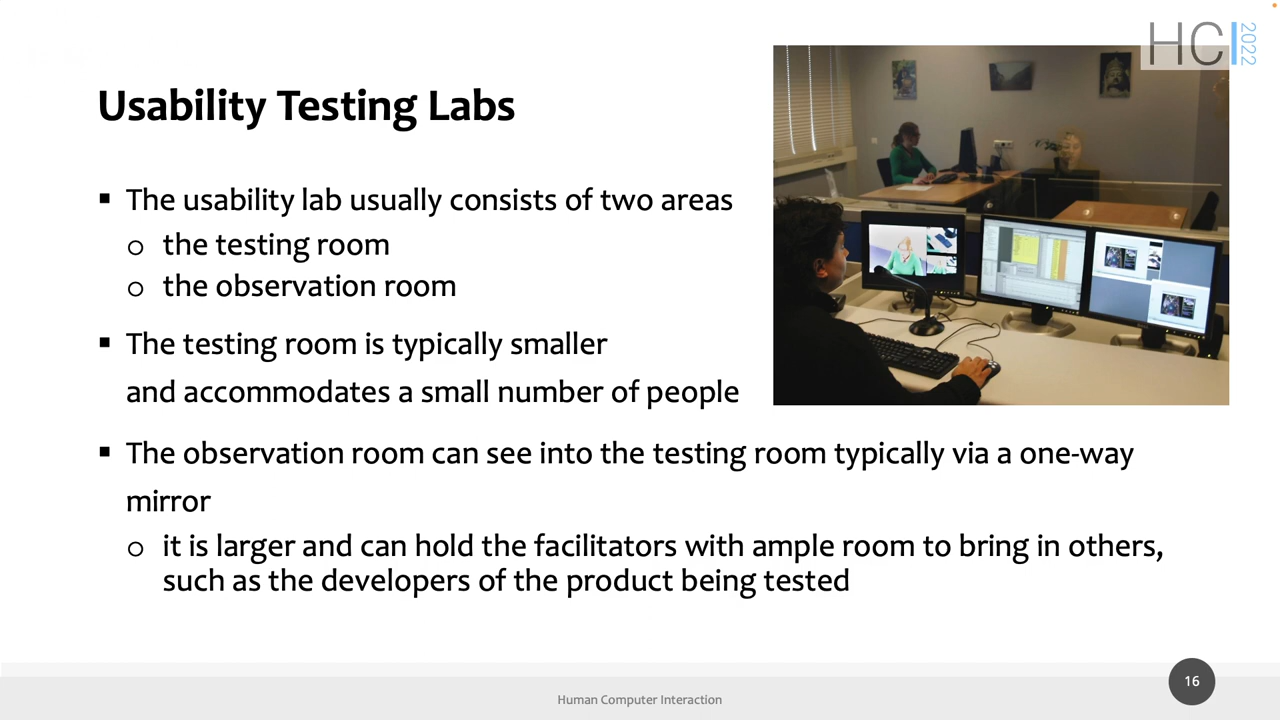 HCI 2022
Usability Testing Labs
▪ The usability lab usually consists of two areas
o the testing room
o the observation room
▪ The testing room is typically smaller
and accommodates a small number of people
▪ The observation room can see into the testing room typically via a one-way
mirror
o it is larger and can hold the facilitators with ample room to bring in others,
such as the developers of the product being tested
Human Computer Interaction
16